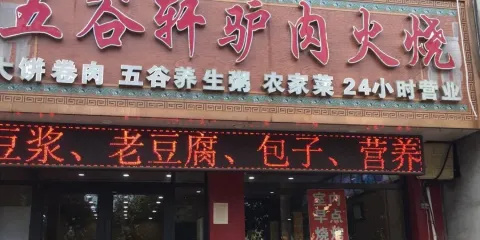 五谷轩驴肉火烧
大饼卷肉 五谷养生粥 农家菜 24小时营业
豆浆、老豆腐、包子、营养